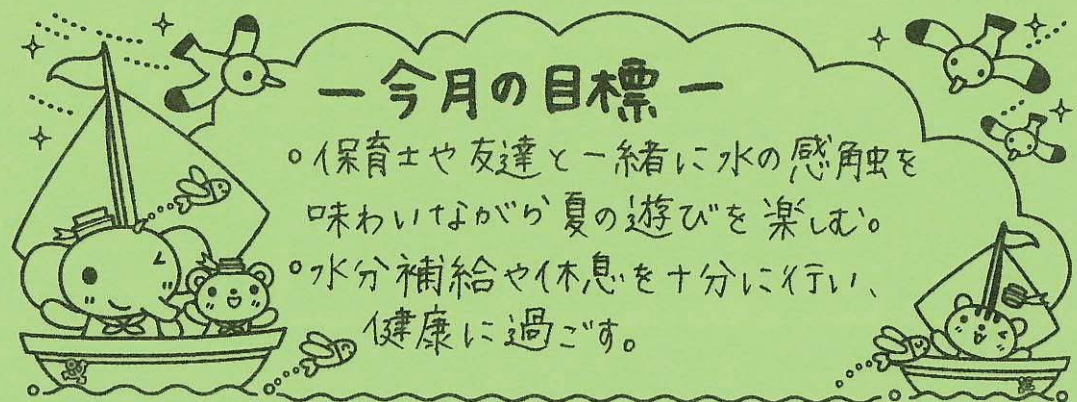 ー今月の目標ー
○保育士や友達と一緒に水の感触を
味わいながら夏の遊びを楽しむ。
○水分補給や休息を十分に行い、
健康に過ごす。